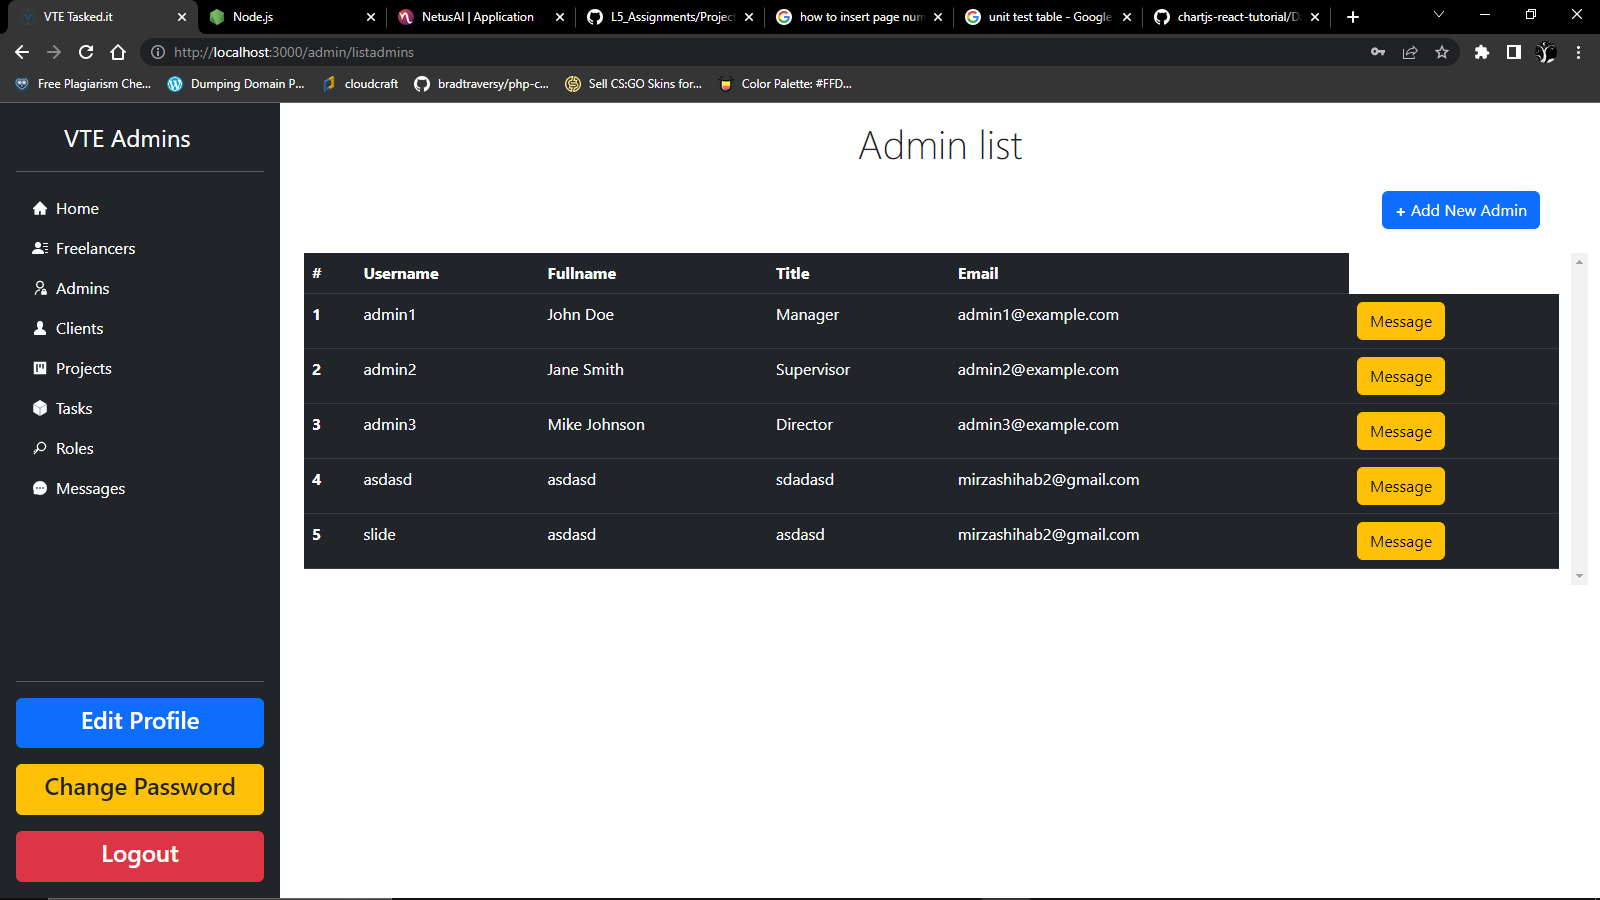 VTE Tasked.it
Node.js
NetusAI | Application
L5_Assignments/Project
how to insert page num
unit test table - Google
chartjs-react-tutorial/D
http://localhost:3000/admin/listadmins
Free Plagiarism Che...
Dumping Domain P...
cloudcraft
bradtraversy/php-c...
Sell CS:GO Skins for...
Color Palette: #FFD...
VTE Admins
Home
Freelancers
Admins
Clients
Projects
Tasks
Roles
Messages
Edit Profile
Change Password
Logout
Admin list
+ Add New Admin
# Username Fullname Title Email
1 admin1 John Doe Manager admin1@example.com Message
2 admin2 Jane Smith Supervisor admin2@example.com Message
3 admin3 Mike Johnson Director admin3@example.com Message
4 asdasd asdasd sdadasd mirzashihab2@gmail.com Message
5 slide asdasd asdasd mirzashihab2@gmail.com Message